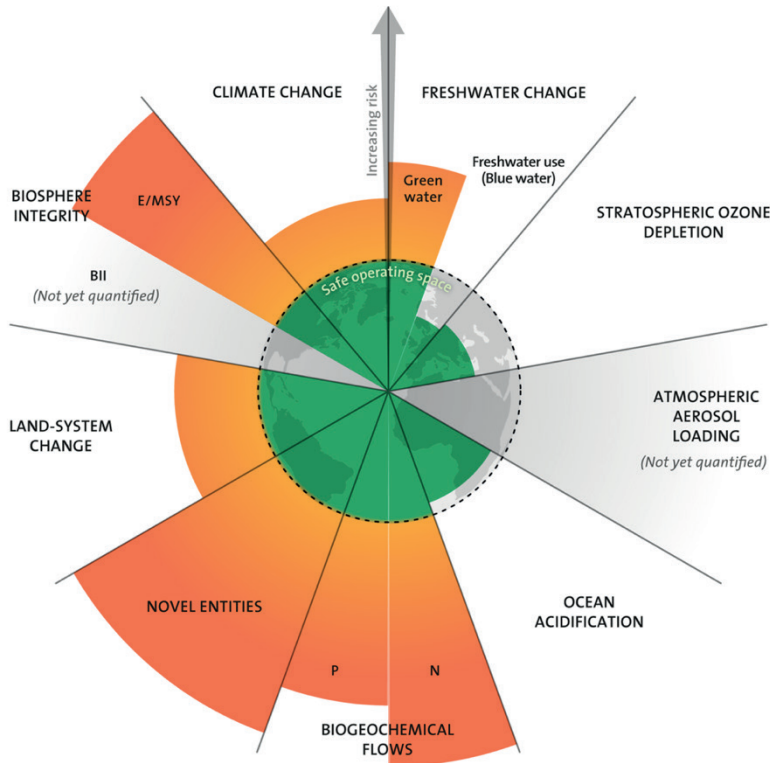 CLIMATE CHANGE
FRESHWATER CHANGE
Increasing risk
Freshwater use
(Blue water)
Green
water
BIOSPHERE
INTEGRITY
E/MSY
STRATOSPHERIC OZONE
DEPLETION
BII
(Not yet quantified)
Safe operating space
LAND-SYSTEM
CHANGE
ATMOSPHERIC
AEROSOL
LOADING
(Not yet quantified)
NOVEL ENTITIES
OCEAN
ACIDIFICATION
P
N
BIOGEOCHEMICAL
FLOWS